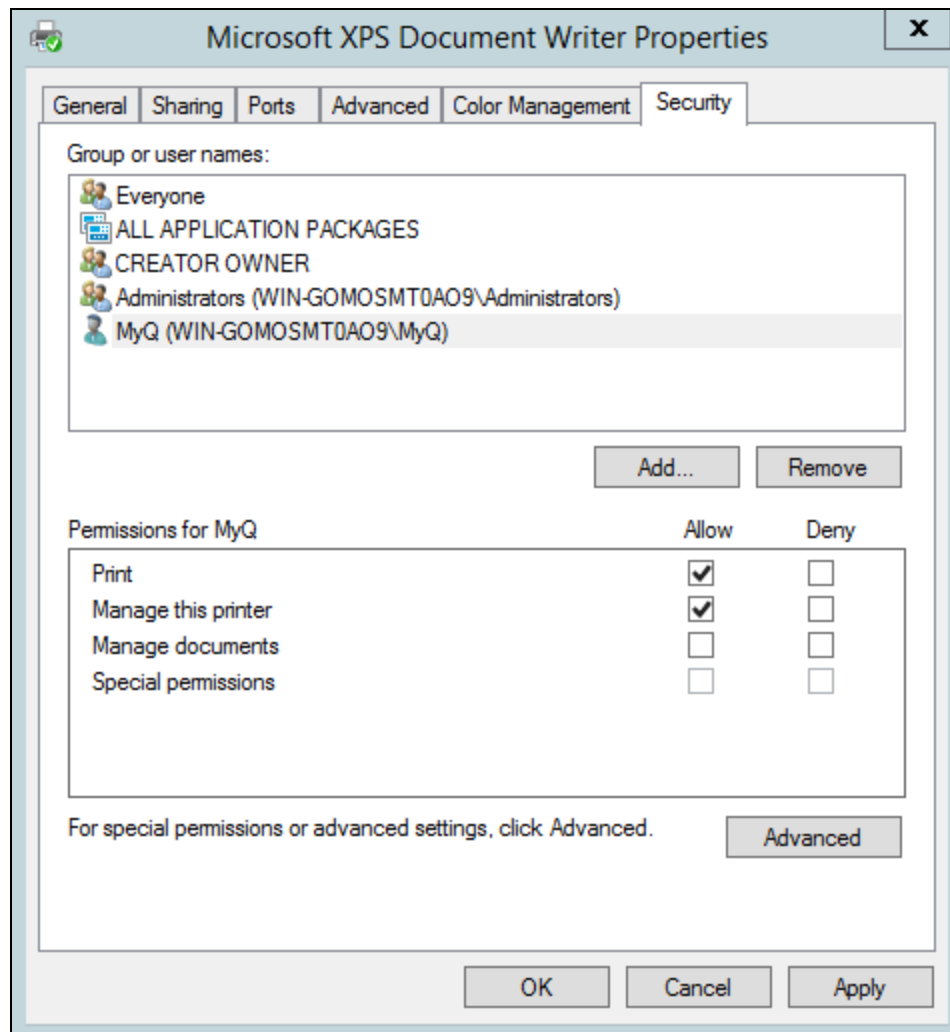 Microsoft XPS Document Writer Properties x
General Sharing Ports Advanced Color Management Security
Group or user names:
Everyone
ALL APPLICATION PACKAGES
CREATOR OWNER
Administrators (WIN-GOMOSMT0AO9\Administrators)
MyQ (WIN-GOMOSMT0AO9\MyQ)
Add... Remove
Permissions for MyQ Allow Deny
Print
Manage this printer
Manage documents
Special permissions
For special permissions or advanced settings, click Advanced.
Advanced
OK Cancel Apply